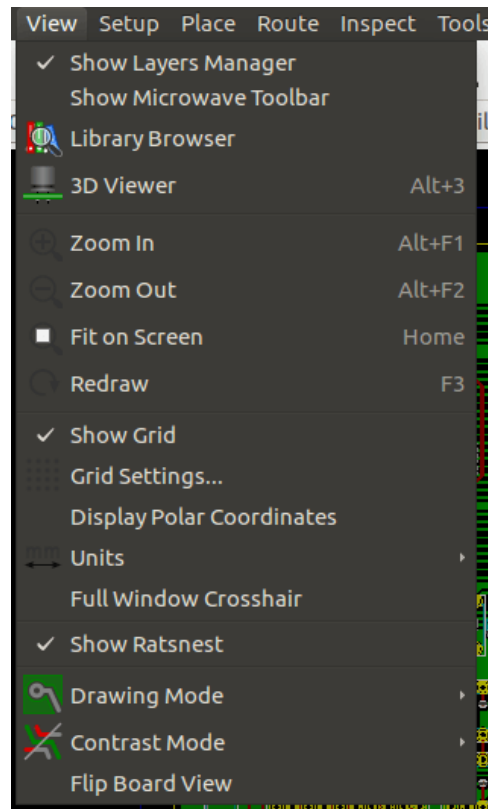 View Setup Place Route Inspect Tools
Show Layers Manager
Show Microwave Toolbar
Library Browser
3D Viewer Alt+3
Zoom In Alt+F1
Zoom Out Alt+F2
Fit on Screen Home
Redraw F3
Show Grid
Grid Settings...
Display Polar Coordinates
mm
Units
Full Window Crosshair
Show Ratsnest
Drawing Mode
Contrast Mode
Flip Board View